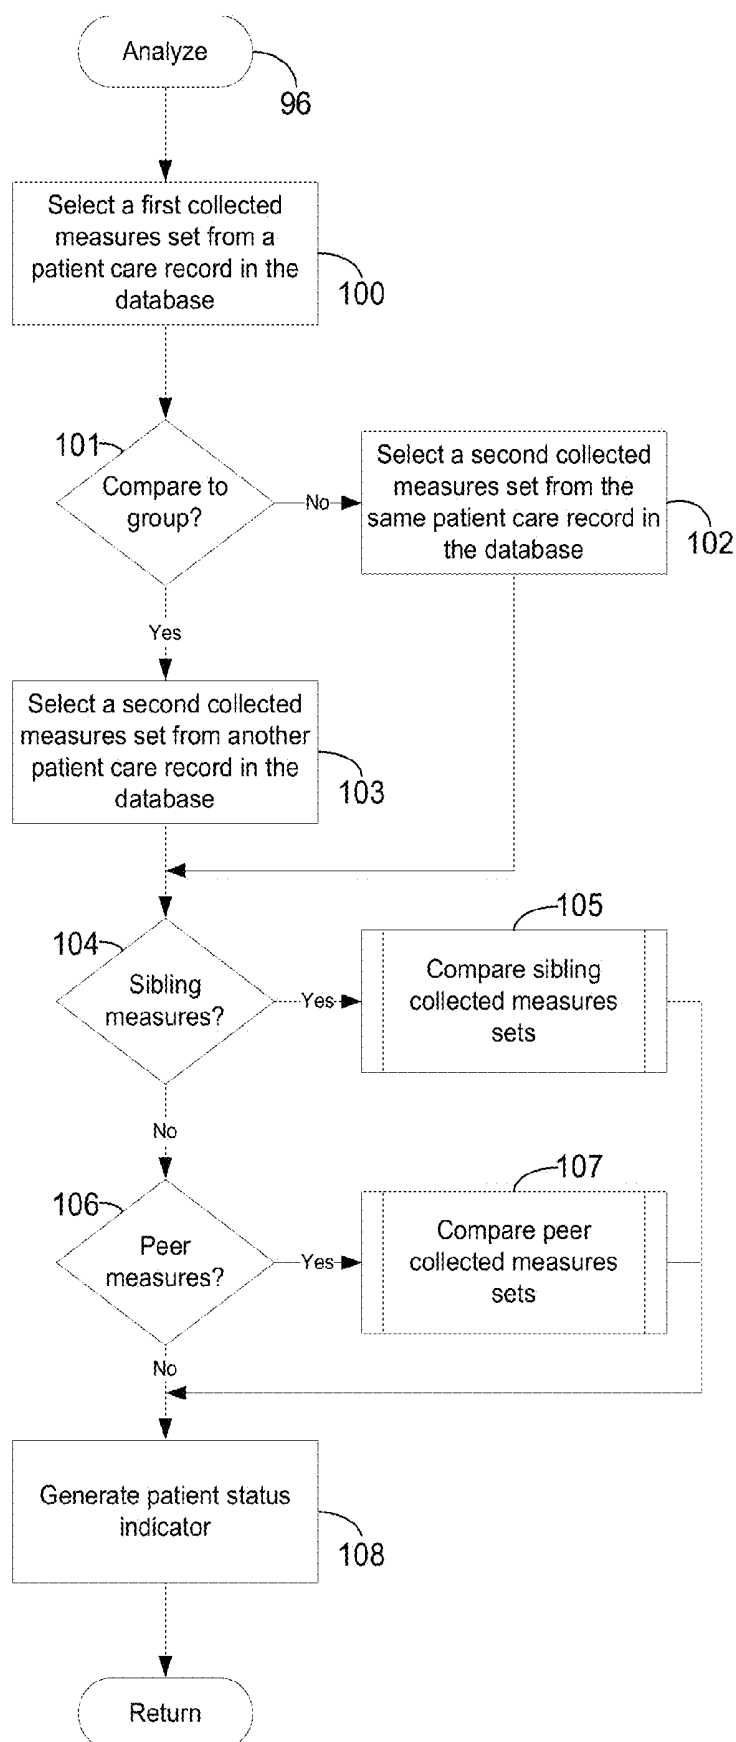 Analyze
96
Select a first collected
measures set from a
patient care record in the
database
100
101
Compare to
group?
No
Select a second collected
measures set from the
same patient care record in
the database
102
Yes
Select a second collected
measures set from another
patient care record in the
database
103
104
Sibling
measures?
Yes
105
Compare sibling
collected measures
sets
No
106
Peer
measures?
Yes
107
Compare peer
collected measures
sets
No
Generate patient status
indicator
108
Return